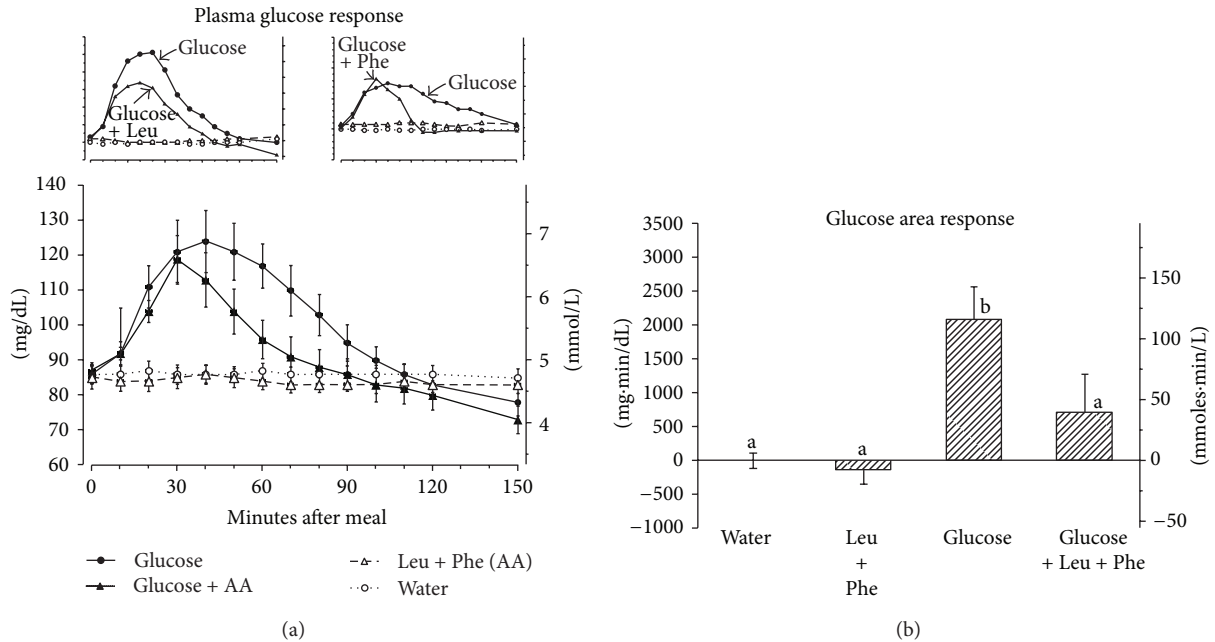 Plasma glucose response
Glucose
Glucose
+ Leu
Glucose
+ Phe
Glucose
140
130
120
110
100
90
80
70
60
(mg/dL)
7
6
5
4
(mmol/L)
0
30
60
90
120
150
Minutes after meal
Glucose
Glucose + AA
Leu + Phe (AA)
Water
(a)
Glucose area response
3500
3000
2500
2000
1500
1000
500
0
−500
−1000
(mg·min/dL)
150
100
50
0
−50
(mmoles·min/L)
a
a
b
a
Water
Leu
+
Phe
Glucose
Glucose
+ Leu + Phe
(b)